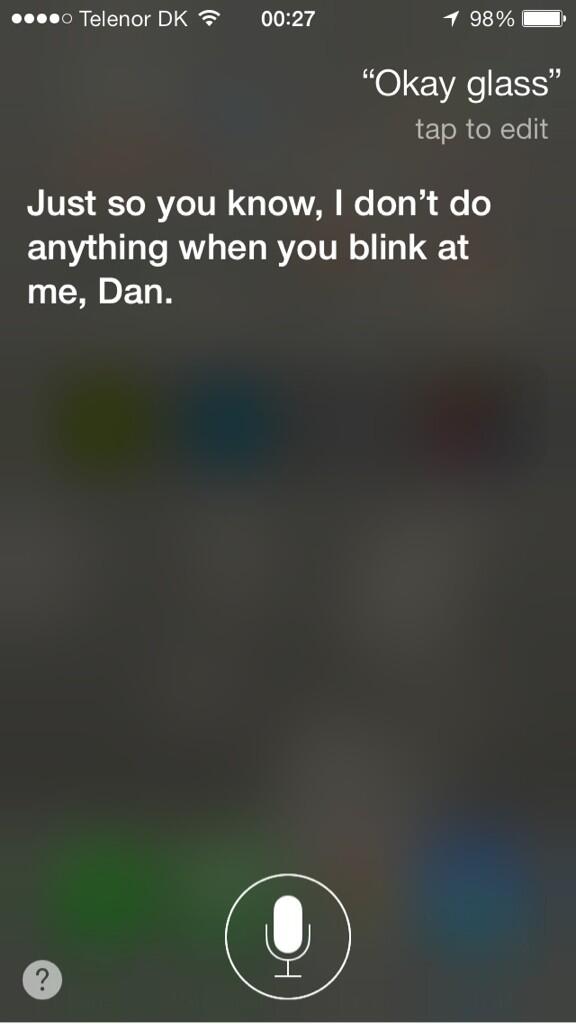 Telenor DK 00:27 98%
“Okay glass”
tap to edit
Just so you know, I don’t do
anything when you blink at
me, Dan.
?